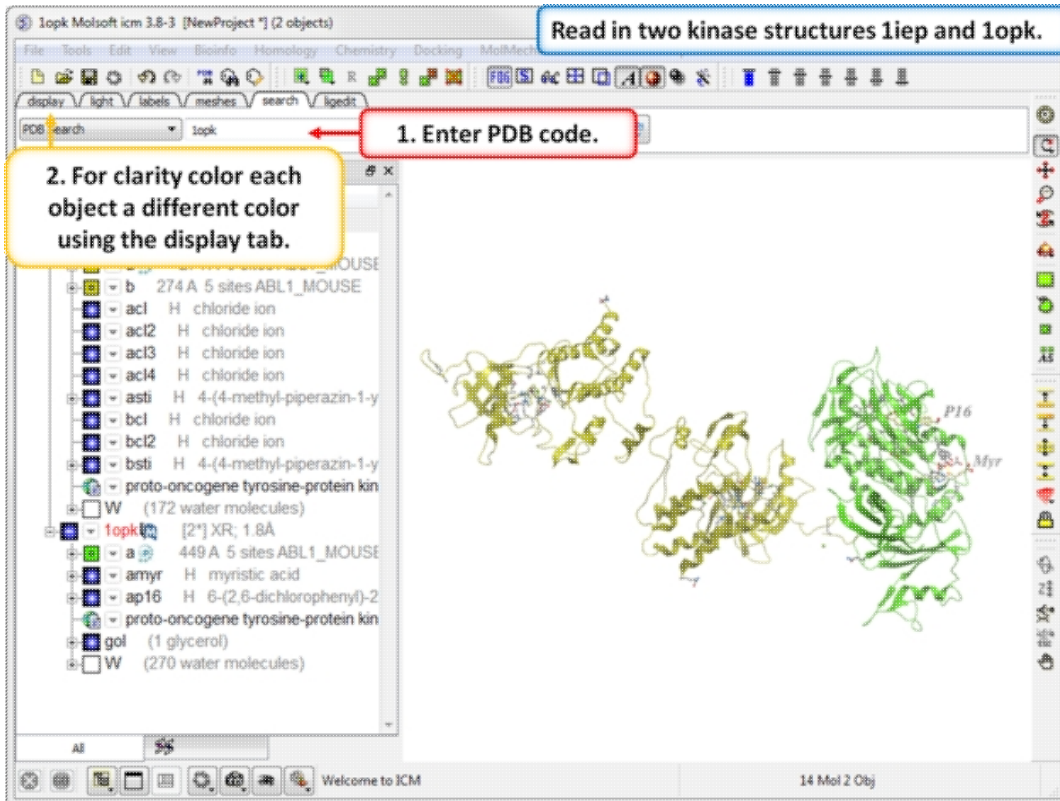 1opk Molsoft icm 3.8-3 [NewProject *] (2 objects)
Read in two kinase structures 1iep and 1opk.
File Tools Edit View Bioinfo Homology Chemistry Docking
display light labels meshes search ligedit
PDB Search 1opk
1. Enter PDB code.
2. For clarity color each
object a different color
using the display tab.
b 274 A 5 sites ABL1_MOUSE
acl H chloride ion
acl2 H chloride ion
acl3 H chloride ion
acl4 H chloride ion
asti H 4-(4-methyl-piperazin-1-y
bcl H chloride ion
bcl2 H chloride ion
bsti H 4-(4-methyl-piperazin-1-y
proto-oncogene tyrosine-protein kin
W (172 water molecules)
1opk [2*] XR; 1.8Å
a 449 A 5 sites ABL1_MOUSE
amyr H myristic acid
ap16 H 6-(2,6-dichlorophenyl)-2
proto-oncogene tyrosine-protein kin
gol (1 glycerol)
W (270 water molecules)
P16
Myr
All
Welcome to ICM
14 Mol 2 Obj